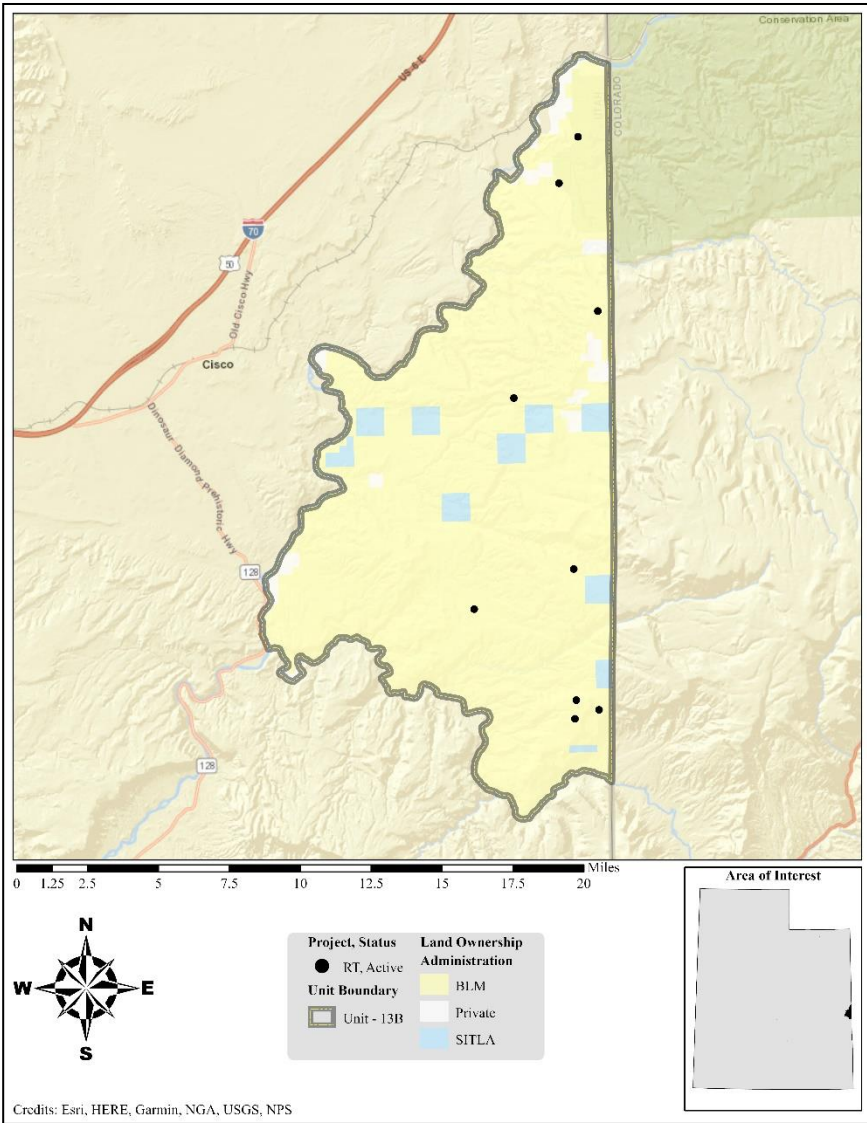 Conservation Area
US-6 E
UTAH
COLORADO
70
50
Old Cisco Hwy
Cisco
Dinosaur Diamond Prehistoric Hwy
128
128
Miles
0 1.25 2.5 5 7.5 10 12.5 15 17.5 20
N
W E
S
Project, Status
RT, Active
Unit Boundary
Unit - 13B
Land Ownership
Administration
BLM
Private
SITLA
Area of Interest
Credits: Esri, HERE, Garmin, NGA, USGS, NPS